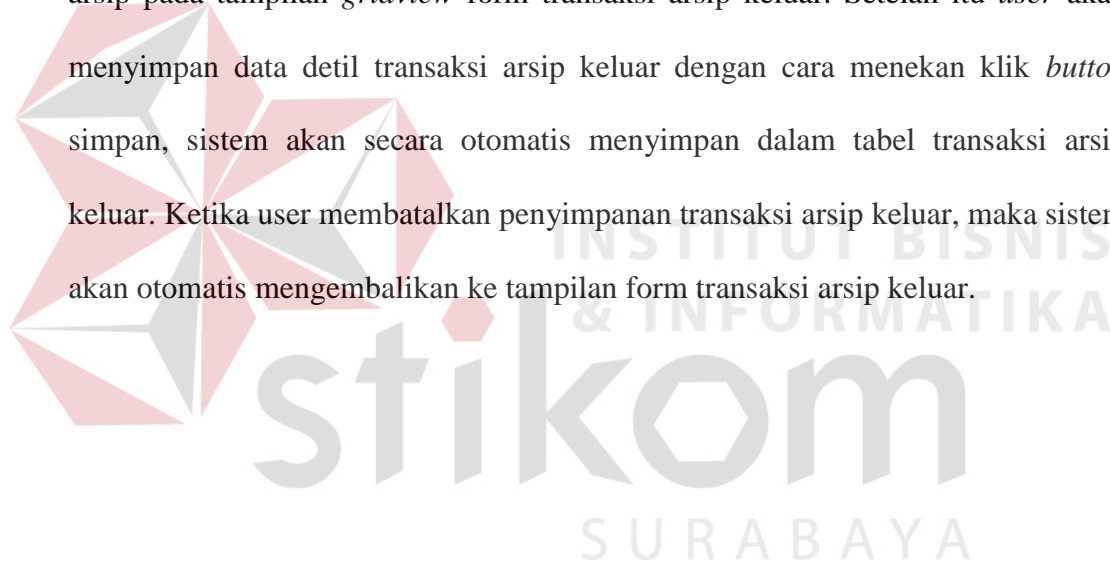 arsip pada tampilan gridview form transaksi arsip keluar. Setelah itu user aka
menyimpan data detil transaksi arsip keluar dengan cara menekan klik butto
simpan, sistem akan secara otomatis menyimpan dalam tabel transaksi arsi
keluar. Ketika user membatalkan penyimpanan transaksi arsip keluar, maka sister
akan otomatis mengembalikan ke tampilan form transaksi arsip keluar.
INSTITUT BISNIS
& INFORMATIKA
stikom
SURABAYA